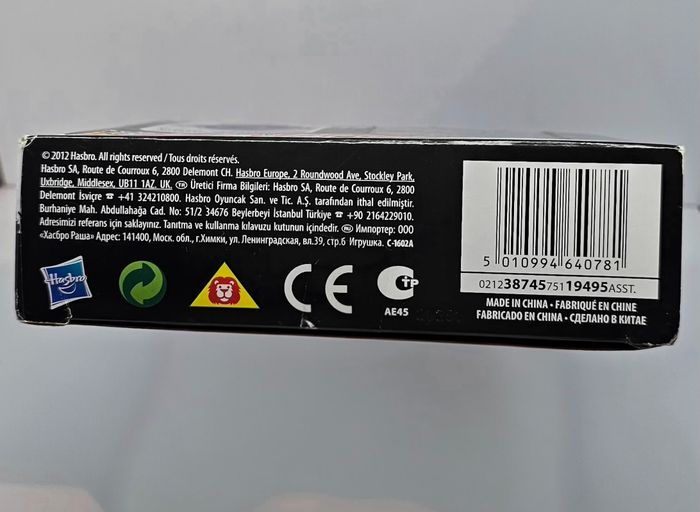 © 2012 Hasbro. All rights reserved / Tous droits réservés.
Hasbro SA, Route de Courroux 6, 2800 Delemont CH. Hasbro Europe, 2 Roundwood Ave, Stockley Park,
Uxbridge, Middlesex, UB11 1AZ. UK. TR Üretici Firma Bilgileri: Hasbro SA, Route de Courroux 6, 2800
Delemont İsviçre ☎ +41 324210800. Hasbro Oyuncak San. ve Tic. A.Ş. tarafından ithal edilmiştir.
Burhaniye Mah. Abdullahağa Cad. No: 51/2 34676 Beylerbeyi İstanbul Türkiye ☎ +90 2164229010.
Adresimizi referans için saklayınız. Tanıtma ve kullanma kılavuzu kutunun içindedir. RU Импортер: ООО
«Хасбро Раша» Адрес: 141400, Моск. обл., г.Химки, ул. Ленинградская, вл.39, стр.6 Игрушка. C-1602A
Hasbro
CE
C TP
AE45
5 010994 640781
0212387457519495ASST.
MADE IN CHINA • FABRIQUÉ EN CHINE
FABRICADO EN CHINA • СДЕЛАНО В КИТАЕ